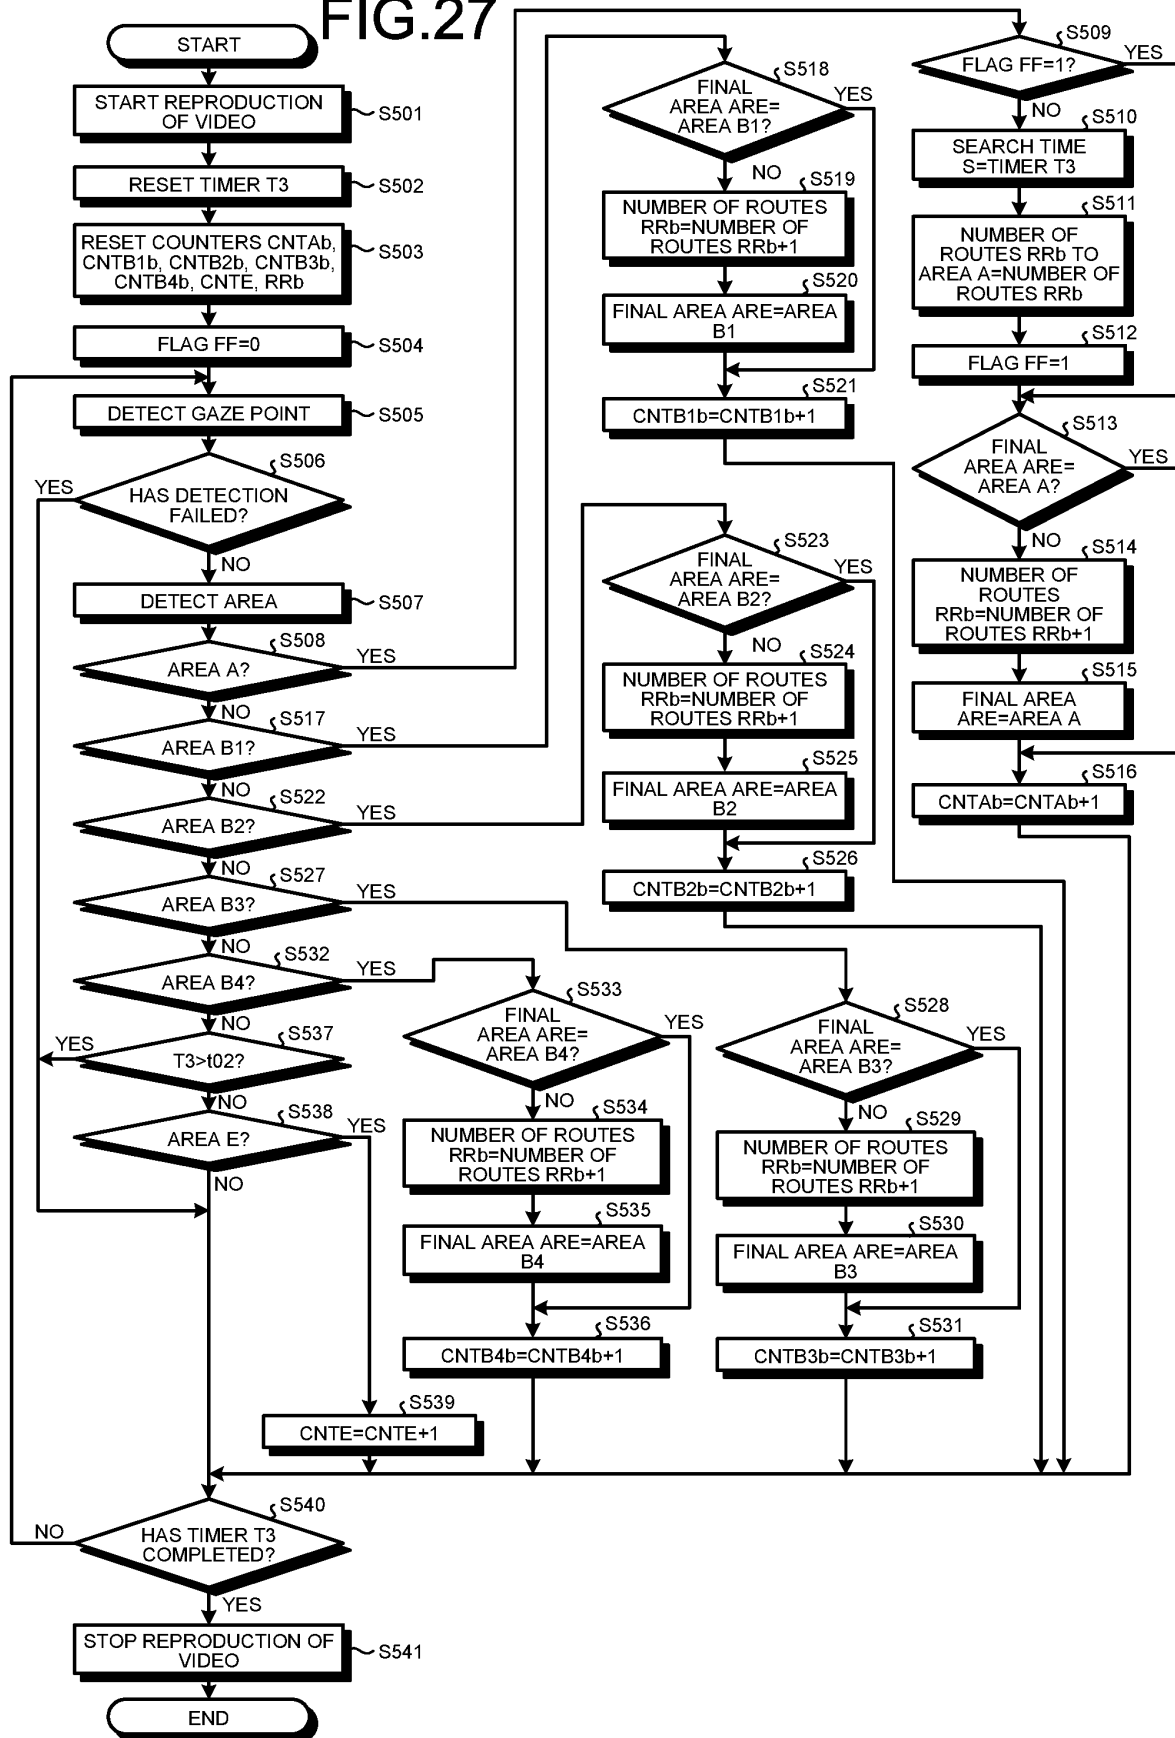 FIG.27
START
START REPRODUCTION
OF VIDEO
S501
RESET TIMER T3
S502
RESET COUNTERS CNTAb,
CNTB1b, CNTB2b, CNTB3b,
CNTB4b, CNTE, RRb
S503
FLAG FF=0
S504
DETECT GAZE POINT
S505
S506
YES
HAS DETECTION
FAILED?
NO
DETECT AREA
S507
S508
AREA A?
YES
NO
S517
AREA B1?
YES
NO
S522
AREA B2?
YES
NO
S527
AREA B3?
YES
NO
S532
AREA B4?
YES
NO
S537
YES
T3>t02?
NO
S538
AREA E?
YES
NO
S539
CNTE=CNTE+1
S540
NO
HAS TIMER T3
COMPLETED?
YES
STOP REPRODUCTION OF
VIDEO
S541
END
S518
FINAL
AREA ARE=
AREA B1?
YES
NO
S519
NUMBER OF ROUTES
RRb=NUMBER OF
ROUTES RRb+1
S520
FINAL AREA ARE=AREA
B1
S521
CNTB1b=CNTB1b+1
S523
FINAL
AREA ARE=
AREA B2?
YES
NO
S524
NUMBER OF ROUTES
RRb=NUMBER OF
ROUTES RRb+1
S525
FINAL AREA ARE=AREA
B2
S526
CNTB2b=CNTB2b+1
S533
FINAL
AREA ARE=
AREA B4?
YES
NO
S534
NUMBER OF ROUTES
RRb=NUMBER OF
ROUTES RRb+1
S535
FINAL AREA ARE=AREA
B4
S536
CNTB4b=CNTB4b+1
S528
FINAL
AREA ARE=
AREA B3?
YES
NO
S529
NUMBER OF ROUTES
RRb=NUMBER OF
ROUTES RRb+1
S530
FINAL AREA ARE=AREA
B3
S531
CNTB3b=CNTB3b+1
S509
FLAG FF=1?
YES
NO
S510
SEARCH TIME
S=TIMER T3
S511
NUMBER OF
ROUTES RRb TO
AREA A=NUMBER OF
ROUTES RRb
S512
FLAG FF=1
S513
FINAL
AREA ARE=
AREA A?
YES
NO
S514
NUMBER OF
ROUTES
RRb=NUMBER OF
ROUTES RRb+1
S515
FINAL AREA
ARE=AREA A
S516
CNTAb=CNTAb+1